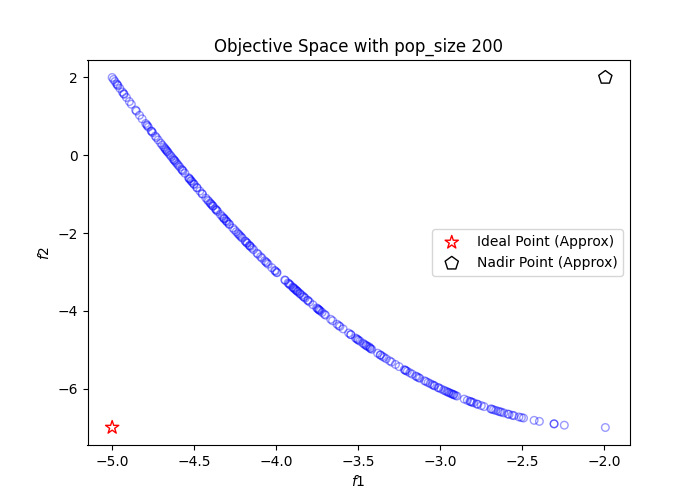 Objective Space with pop_size 200
2
0
−2
−4
−6
f2
Ideal Point (Approx)
Nadir Point (Approx)
−5.0 −4.5 −4.0 −3.5 −3.0 −2.5 −2.0
f1